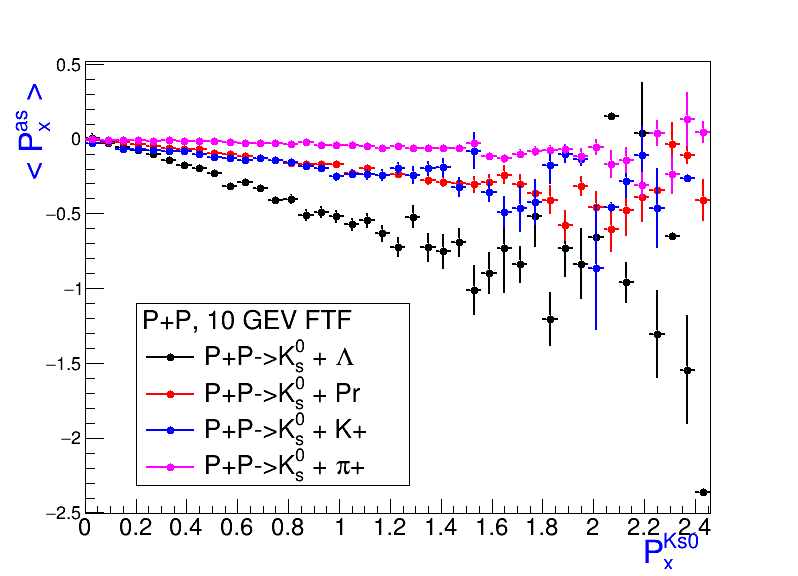 < P_x^as >
0.5
0
−0.5
−1
−1.5
−2
−2.5
P+P, 10 GEV FTF
P+P->K_s^0 + Λ
P+P->K_s^0 + Pr
P+P->K_s^0 + K+
P+P->K_s^0 + π+
0 0.2 0.4 0.6 0.8 1 1.2 1.4 1.6 1.8 2 2.2 2.4
P_x^Ks0